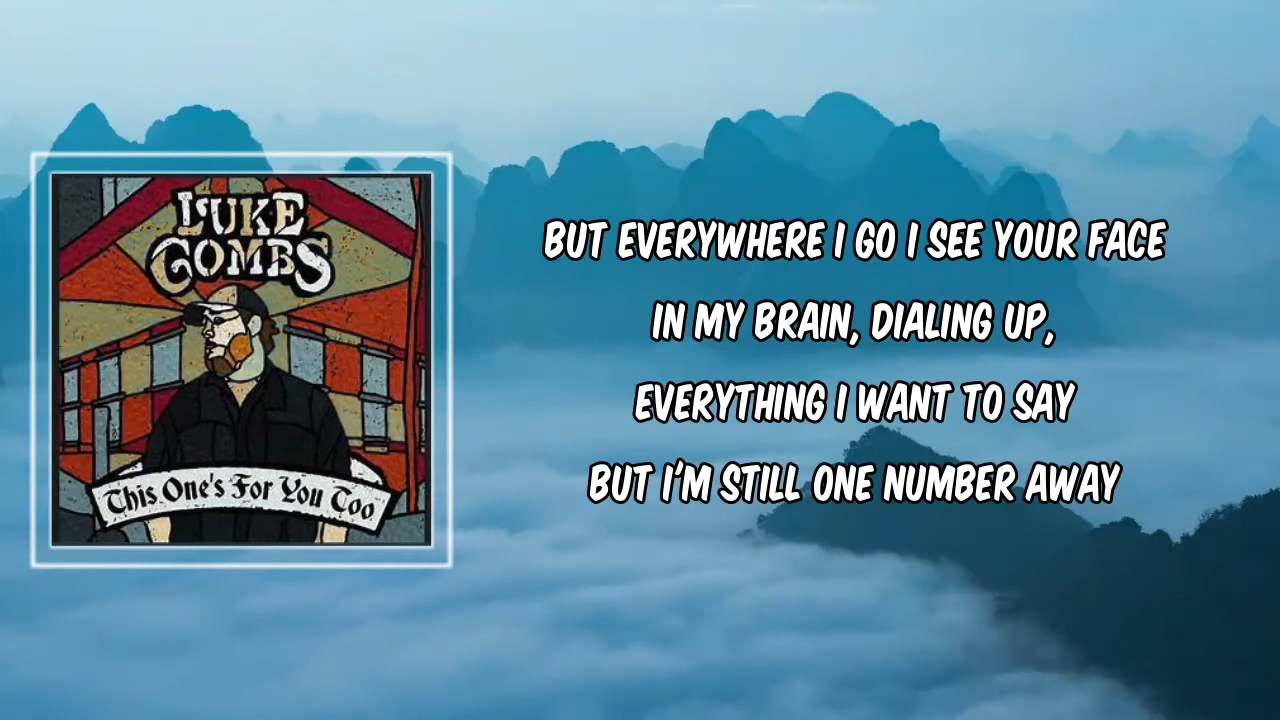 LUKE
COMBS
This One's For You Too
BUT EVERYWHERE I GO I SEE YOUR FACE
IN MY BRAIN, DIALING UP,
EVERYTHING I WANT TO SAY
BUT I'M STILL ONE NUMBER AWAY